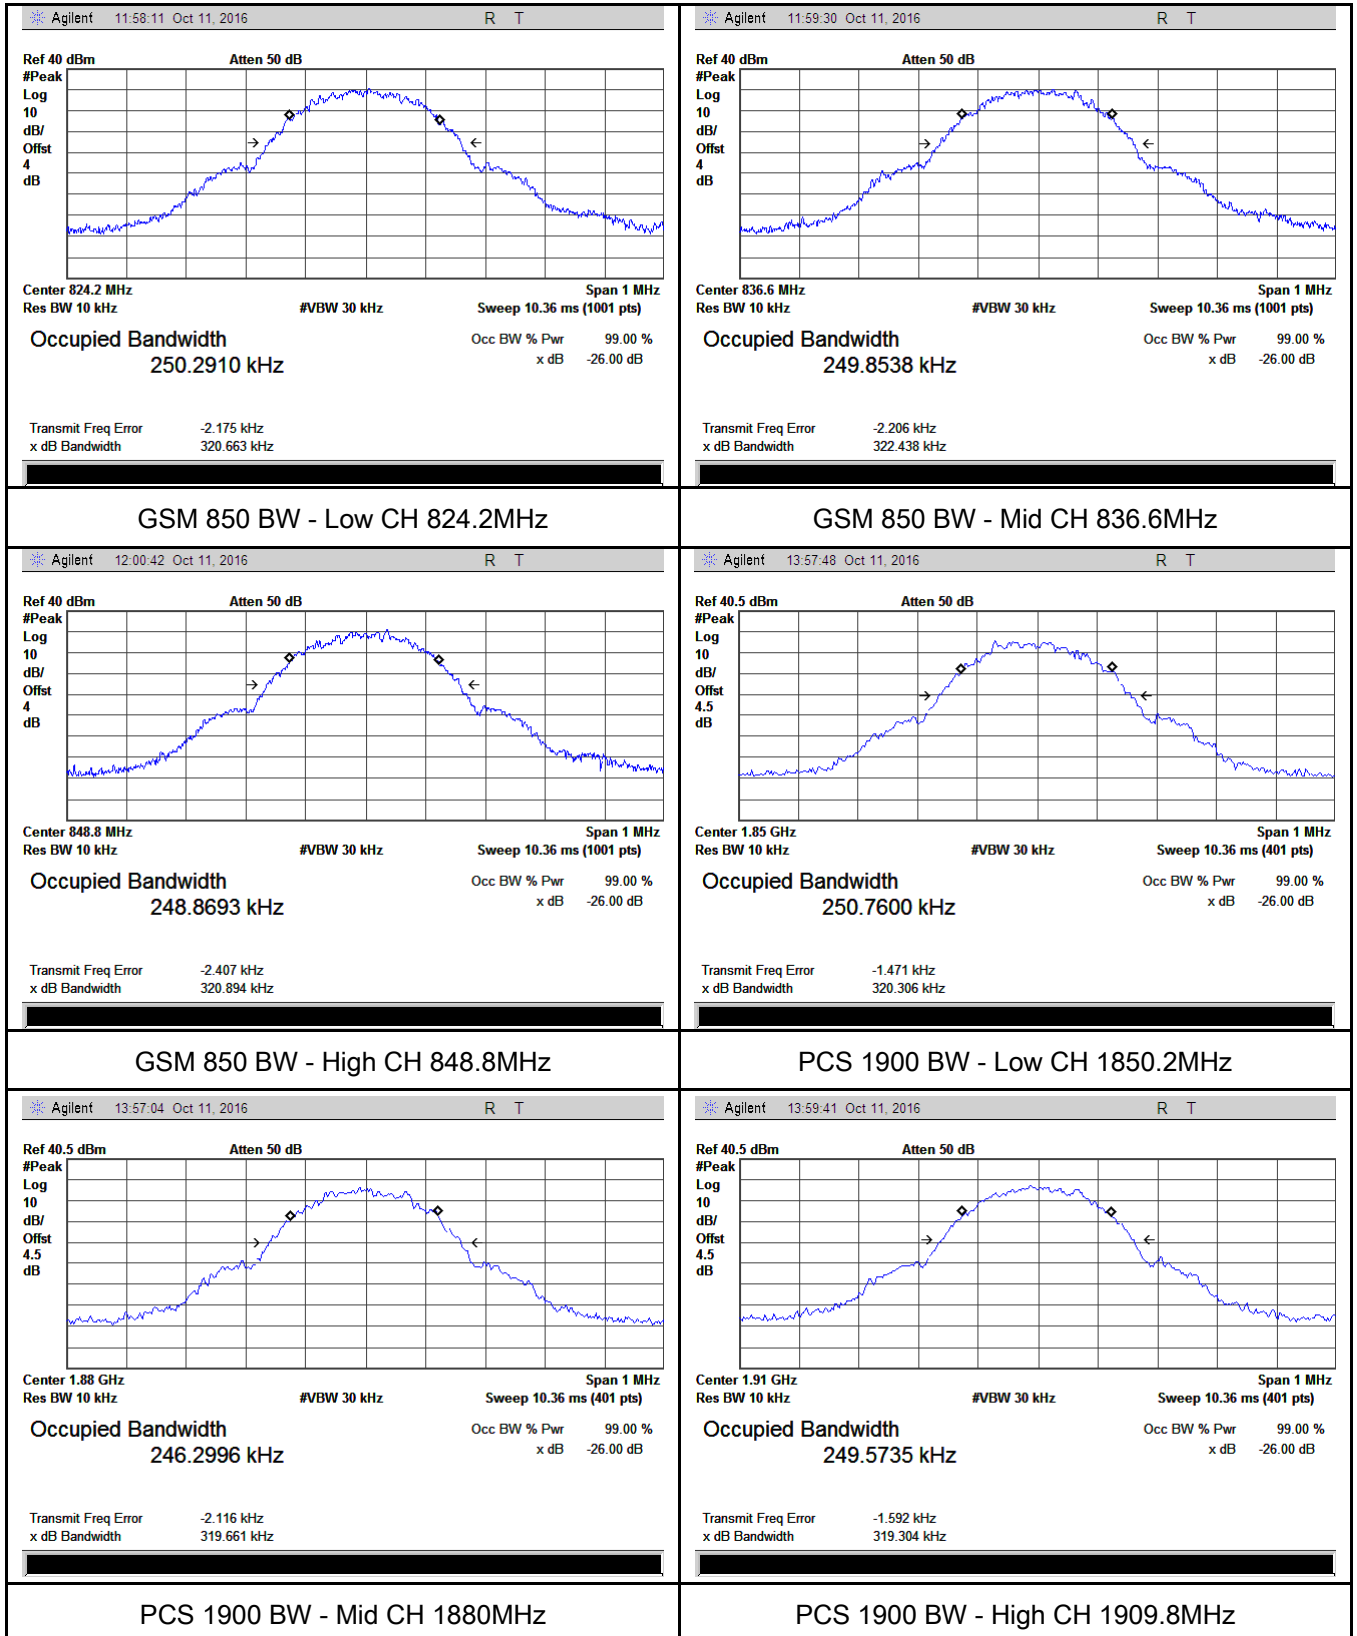 Agilent 11:58:11 Oct 11, 2016 R T
Ref 40 dBm Atten 50 dB
#Peak
Log
10
dB/
Offst
4
dB
Center 824.2 MHz Span 1 MHz
Res BW 10 kHz #VBW 30 kHz Sweep 10.36 ms (1001 pts)
Occupied Bandwidth Occ BW % Pwr 99.00 %
250.2910 kHz x dB -26.00 dB
Transmit Freq Error -2.175 kHz
x dB Bandwidth 320.663 kHz
GSM 850 BW - Low CH 824.2MHz
Agilent 11:59:30 Oct 11, 2016 R T
Ref 40 dBm Atten 50 dB
#Peak
Log
10
dB/
Offst
4
dB
Center 836.6 MHz Span 1 MHz
Res BW 10 kHz #VBW 30 kHz Sweep 10.36 ms (1001 pts)
Occupied Bandwidth Occ BW % Pwr 99.00 %
249.8538 kHz x dB -26.00 dB
Transmit Freq Error -2.206 kHz
x dB Bandwidth 322.438 kHz
GSM 850 BW - Mid CH 836.6MHz
Agilent 12:00:42 Oct 11, 2016 R T
Ref 40 dBm Atten 50 dB
#Peak
Log
10
dB/
Offst
4
dB
Center 848.8 MHz Span 1 MHz
Res BW 10 kHz #VBW 30 kHz Sweep 10.36 ms (1001 pts)
Occupied Bandwidth Occ BW % Pwr 99.00 %
248.8693 kHz x dB -26.00 dB
Transmit Freq Error -2.407 kHz
x dB Bandwidth 320.894 kHz
GSM 850 BW - High CH 848.8MHz
Agilent 13:57:48 Oct 11, 2016 R T
Ref 40.5 dBm Atten 50 dB
#Peak
Log
10
dB/
Offst
4.5
dB
Center 1.85 GHz Span 1 MHz
Res BW 10 kHz #VBW 30 kHz Sweep 10.36 ms (401 pts)
Occupied Bandwidth Occ BW % Pwr 99.00 %
250.7600 kHz x dB -26.00 dB
Transmit Freq Error -1.471 kHz
x dB Bandwidth 320.306 kHz
PCS 1900 BW - Low CH 1850.2MHz
Agilent 13:57:04 Oct 11, 2016 R T
Ref 40.5 dBm Atten 50 dB
#Peak
Log
10
dB/
Offst
4.5
dB
Center 1.88 GHz Span 1 MHz
Res BW 10 kHz #VBW 30 kHz Sweep 10.36 ms (401 pts)
Occupied Bandwidth Occ BW % Pwr 99.00 %
246.2996 kHz x dB -26.00 dB
Transmit Freq Error -2.116 kHz
x dB Bandwidth 319.661 kHz
PCS 1900 BW - Mid CH 1880MHz
Agilent 13:59:41 Oct 11, 2016 R T
Ref 40.5 dBm Atten 50 dB
#Peak
Log
10
dB/
Offst
4.5
dB
Center 1.91 GHz Span 1 MHz
Res BW 10 kHz #VBW 30 kHz Sweep 10.36 ms (401 pts)
Occupied Bandwidth Occ BW % Pwr 99.00 %
249.5735 kHz x dB -26.00 dB
Transmit Freq Error -1.592 kHz
x dB Bandwidth 319.304 kHz
PCS 1900 BW - High CH 1909.8MHz